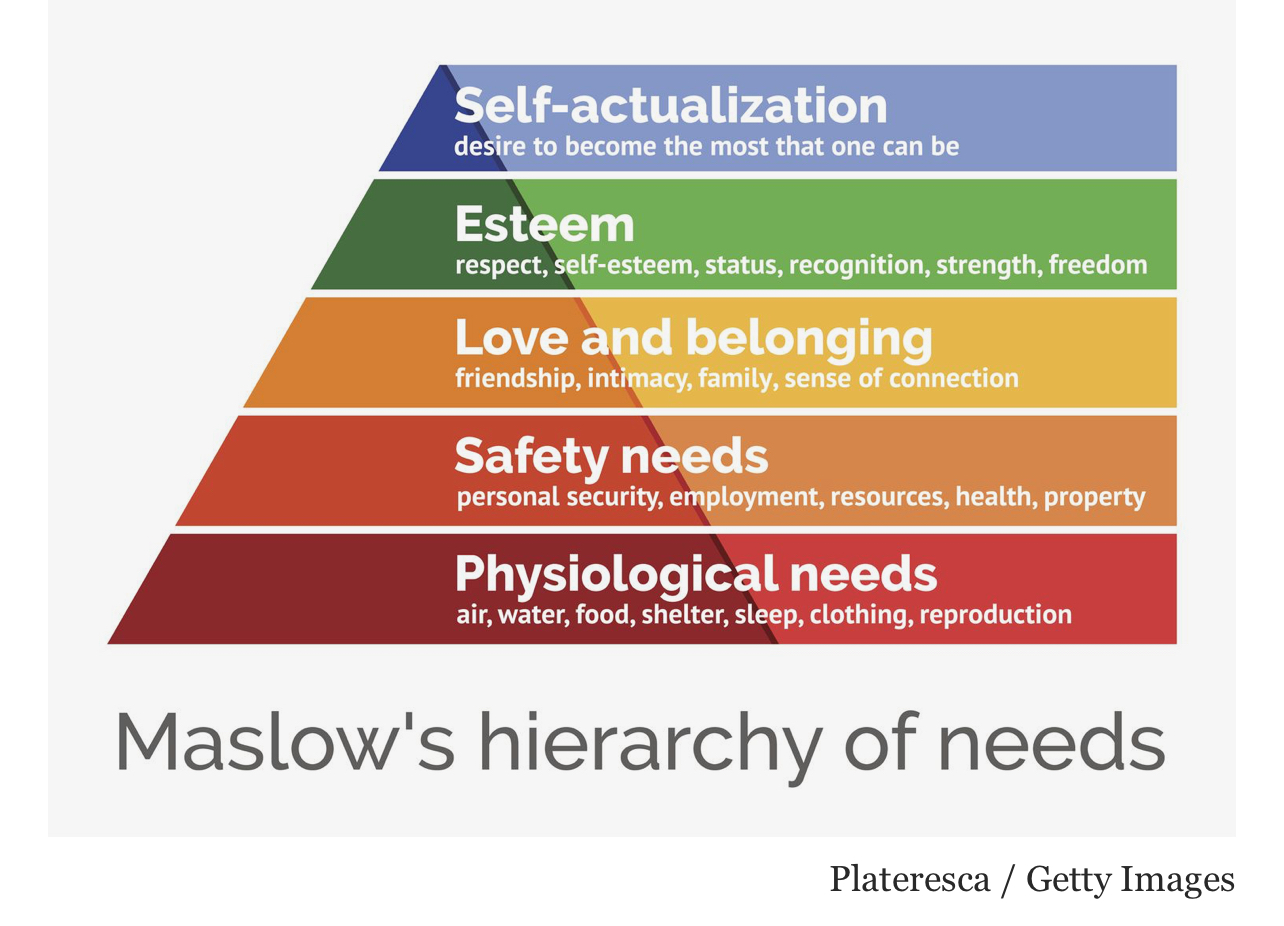 Self-actualization
desire to become the most that one can be
Esteem
respect, self-esteem, status, recognition, strength, freedom
Love and belonging
friendship, intimacy, family, sense of connection
Safety needs
personal security, employment, resources, health, property
Physiological needs
air, water, food, shelter, sleep, clothing, reproduction
Maslow's hierarchy of needs
Plateresca / Getty Images